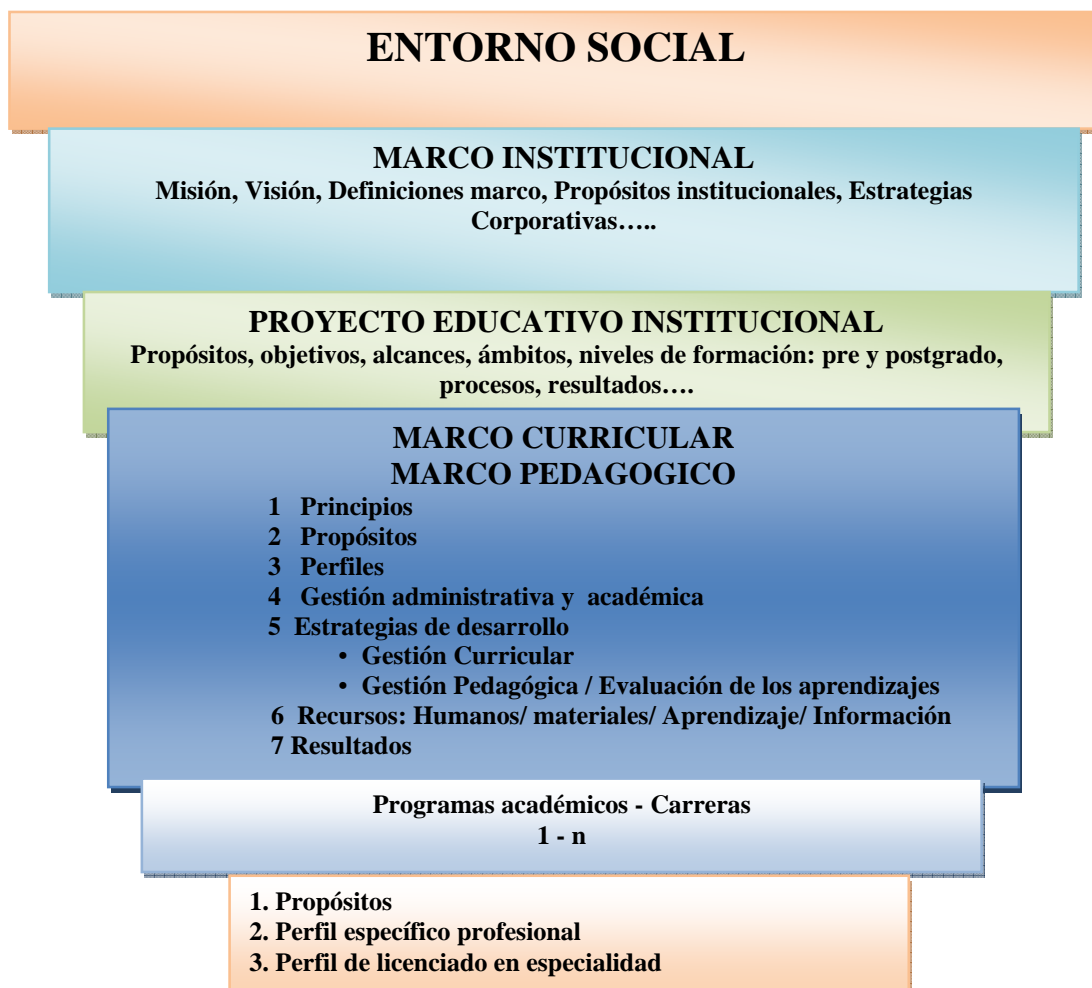 ENTORNO SOCIAL
MARCO INSTITUCIONAL
Misión, Visión, Definiciones marco, Propósitos institucionales, Estrategias
Corporativas…..
PROYECTO EDUCATIVO INSTITUCIONAL
Propósitos, objetivos, alcances, ámbitos, niveles de formación: pre y postgrado,
procesos, resultados….
MARCO CURRICULAR
MARCO PEDAGOGICO
1 Principios
2 Propósitos
3 Perfiles
4 Gestión administrativa y académica
5 Estrategias de desarrollo
• Gestión Curricular
• Gestión Pedagógica / Evaluación de los aprendizajes
6 Recursos: Humanos/ materiales/ Aprendizaje/ Información
7 Resultados
Programas académicos - Carreras
1 - n
1. Propósitos
2. Perfil específico profesional
3. Perfil de licenciado en especialidad